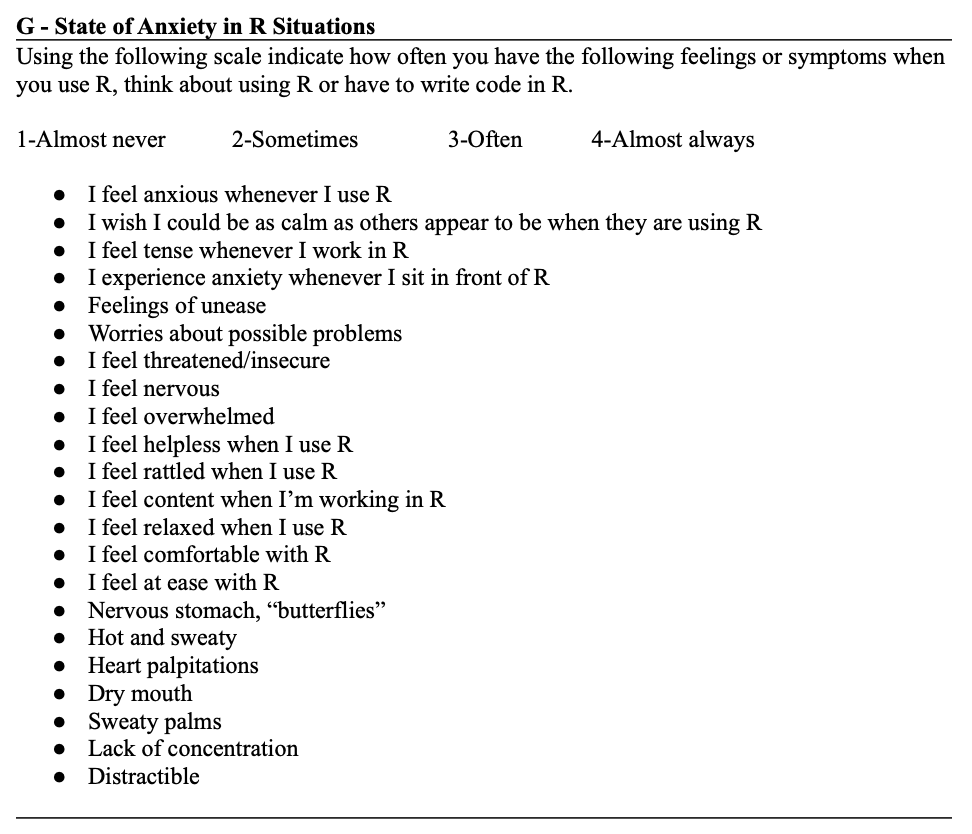 G - State of Anxiety in R Situations
Using the following scale indicate how often you have the following feelings or symptoms when
you use R, think about using R or have to write code in R.
1-Almost never 2-Sometimes 3-Often 4-Almost always
● I feel anxious whenever I use R
● I wish I could be as calm as others appear to be when they are using R
● I feel tense whenever I work in R
● I experience anxiety whenever I sit in front of R
● Feelings of unease
● Worries about possible problems
● I feel threatened/insecure
● I feel nervous
● I feel overwhelmed
● I feel helpless when I use R
● I feel rattled when I use R
● I feel content when I’m working in R
● I feel relaxed when I use R
● I feel comfortable with R
● I feel at ease with R
● Nervous stomach, “butterflies”
● Hot and sweaty
● Heart palpitations
● Dry mouth
● Sweaty palms
● Lack of concentration
● Distractible